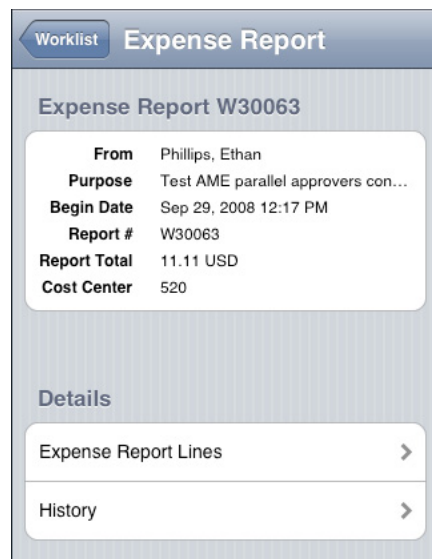 Worklist Expense Report
Expense Report W30063
From Phillips, Ethan
Purpose Test AME parallel approvers con...
Begin Date Sep 29, 2008 12:17 PM
Report # W30063
Report Total 11.11 USD
Cost Center 520
Details
Expense Report Lines
History